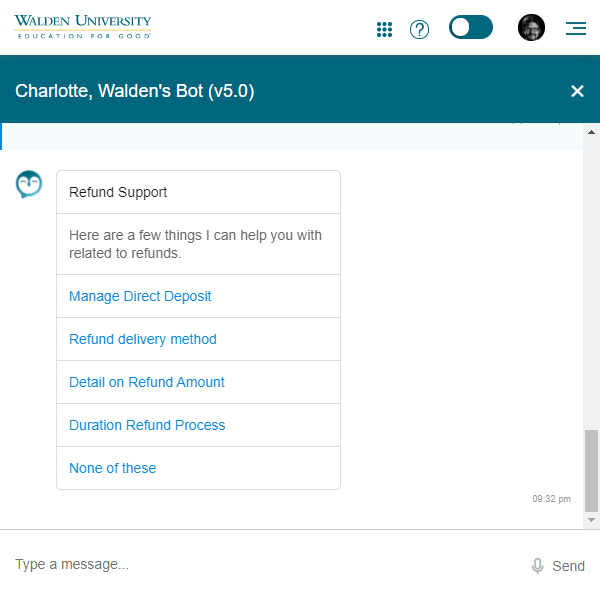 WALDEN UNIVERSITY
EDUCATION FOR GOOD
?
Charlotte, Walden's Bot (v5.0)
Refund Support
Here are a few things I can help you with
related to refunds.
Manage Direct Deposit
Refund delivery method
Detail on Refund Amount
Duration Refund Process
None of these
09:32 pm
Type a message...
Send